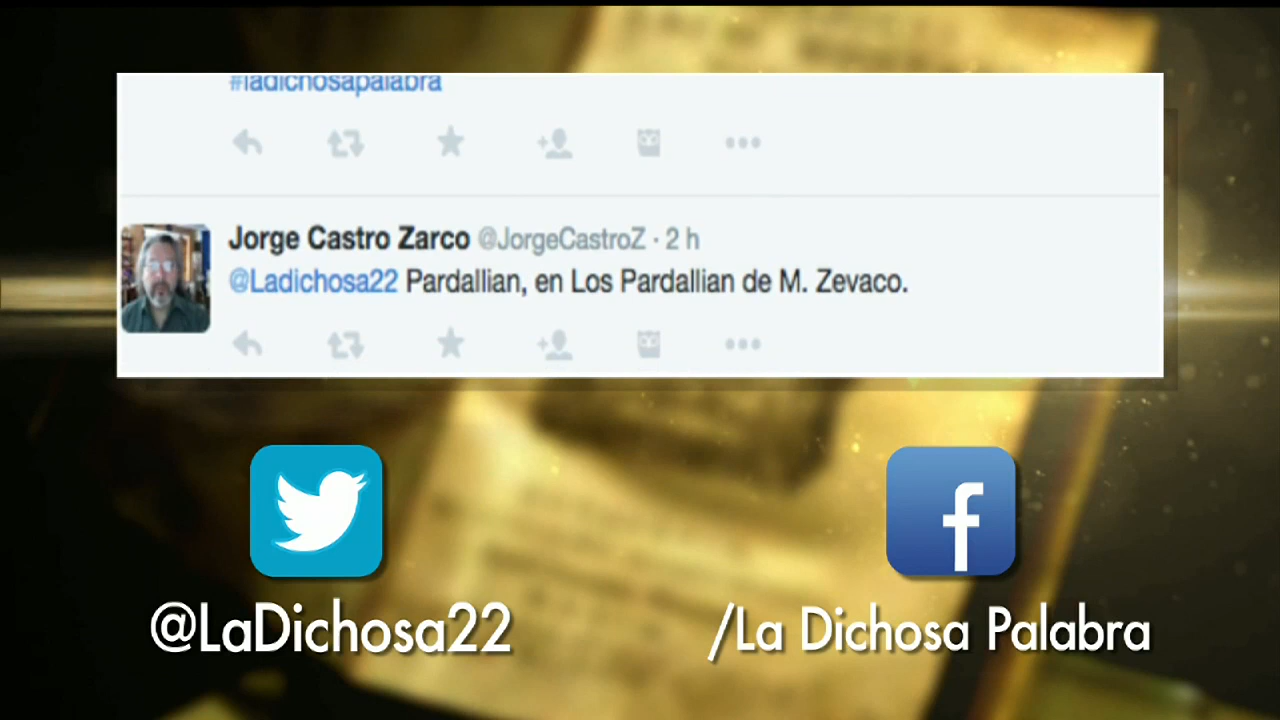 #ladichosapalabra
Jorge Castro Zarco @JorgeCastroZ · 2 h
@Ladichosa22 Pardallian, en Los Pardallian de M. Zevaco.
@LaDichosa22
/La Dichosa Palabra